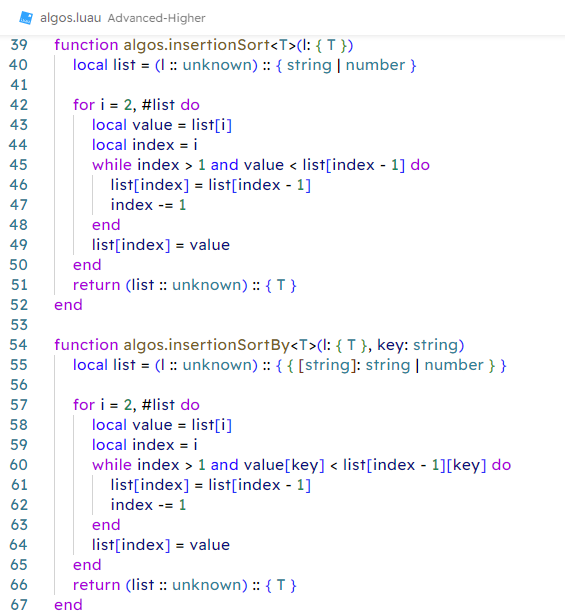 algos.luau Advanced-Higher
39 function algos.insertionSort<T>(l: { T })
40 local list = (l :: unknown) :: { string | number }
41
42 for i = 2, #list do
43 local value = list[i]
44 local index = i
45 while index > 1 and value < list[index - 1] do
46 list[index] = list[index - 1]
47 index -= 1
48 end
49 list[index] = value
50 end
51 return (list :: unknown) :: { T }
52 end
53
54 function algos.insertionSortBy<T>(l: { T }, key: string)
55 local list = (l :: unknown) :: { { [string]: string | number } }
56
57 for i = 2, #list do
58 local value = list[i]
59 local index = i
60 while index > 1 and value[key] < list[index - 1][key] do
61 list[index] = list[index - 1]
62 index -= 1
63 end
64 list[index] = value
65 end
66 return (list :: unknown) :: { T }
67 end